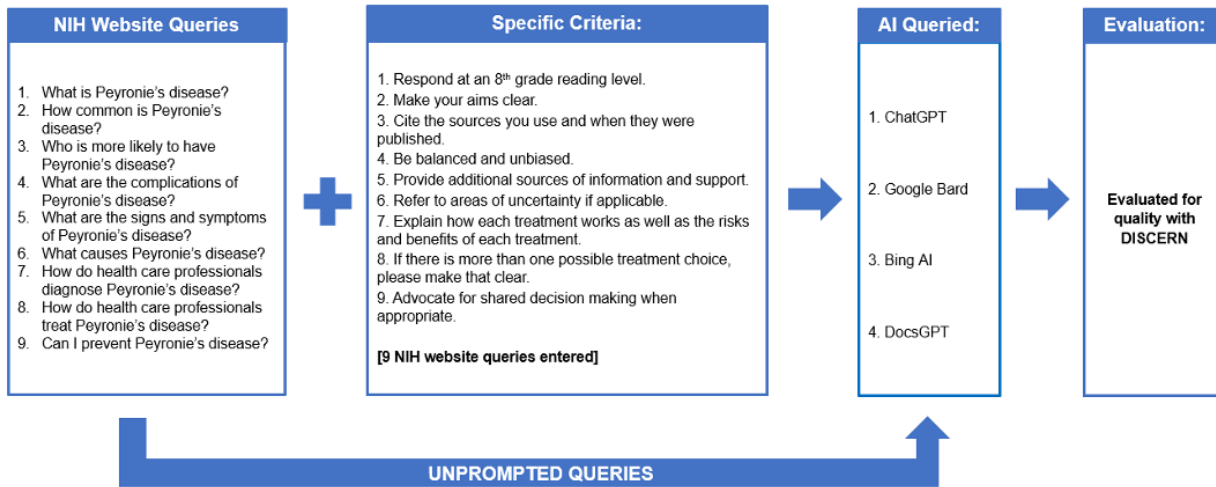 NIH Website Queries
1. What is Peyronie's disease?
2. How common is Peyronie's
disease?
3. Who is more likely to have
Peyronie's disease?
4. What are the complications of
Peyronie's disease?
5. What are the signs and symptoms
of Peyronie's disease?
6. What causes Peyronie's disease?
7. How do health care professionals
diagnose Peyronie's disease?
8. How do health care professionals
treat Peyronie's disease?
9. Can I prevent Peyronie's disease?
Specific Criteria:
1. Respond at an 8th grade reading level.
2. Make your aims clear.
3. Cite the sources you use and when they were
published.
4. Be balanced and unbiased.
5. Provide additional sources of information and support.
6. Refer to areas of uncertainty if applicable.
7. Explain how each treatment works as well as the risks
and benefits of each treatment.
8. If there is more than one possible treatment choice,
please make that clear.
9. Advocate for shared decision making when
appropriate.
[9 NIH website queries entered]
AI Queried:
1. ChatGPT
2. Google Bard
3. Bing AI
4. DocsGPT
Evaluation:
Evaluated for
quality with
DISCERN
UNPROMPTED QUERIES